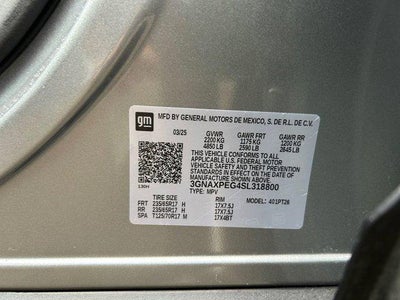 gm
MFD BY GENERAL MOTORS DE MEXICO, S. DE R.L. DE C.V.
03/25 GVWR GAWR FRT GAWR RR
2200 KG 1175 KG 1200 KG
4850 LB 2590 LB 2645 LB
THIS VEHICLE CONFORMS TO ALL
APPLICABLE U.S. FEDERAL MOTOR
VEHICLE SAFETY AND THEFT PREVENTION
STANDARDS IN EFFECT ON THE DATE
OF MANUFACTURE SHOWN ABOVE.
3GNAXPEG4SL318800
TYPE: MPV
TIRE SIZE RIM MODEL: 401PT26
FRT 235/65R17 H 17X7.5J
RR 235/65R17 H 17X7.5J
SPA T125/70R17 M 17X4BT